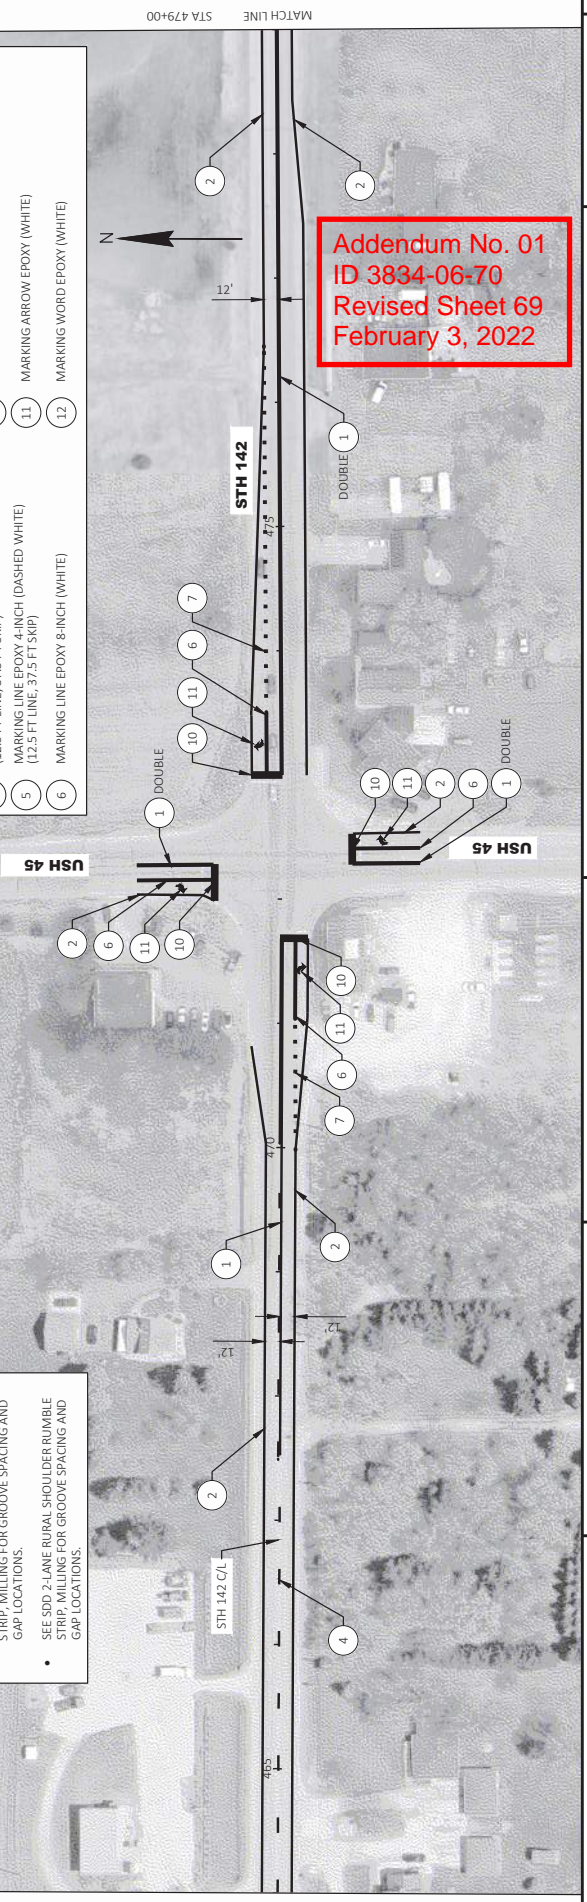 STRIP, MILLING FOR GROOVE SPACING AND
GAP LOCATIONS.
• SEE SDD 2-LANE RURAL SHOULDER RUMBLE
STRIP, MILLING FOR GROOVE SPACING AND
GAP LOCATIONS.
5 MARKING LINE EPOXY 4-INCH (DASHED WHITE)
(12.5 FT LINE, 37.5 FT SKIP)
6 MARKING LINE EPOXY 8-INCH (WHITE)
11 MARKING ARROW EPOXY (WHITE)
12 MARKING WORD EPOXY (WHITE)
MATCH LINE STA 479+00
N
Addendum No. 01
ID 3834-06-70
Revised Sheet 69
February 3, 2022
STH 142
USH 45
USH 45
STH 142 C/L
465
470
475
12'
12'
12'
2
4
1
2
7
6
11
10
2
6
11
10
1 DOUBLE
10
11
6
7
10
11
2
6
1 DOUBLE
DOUBLE 1
2
2